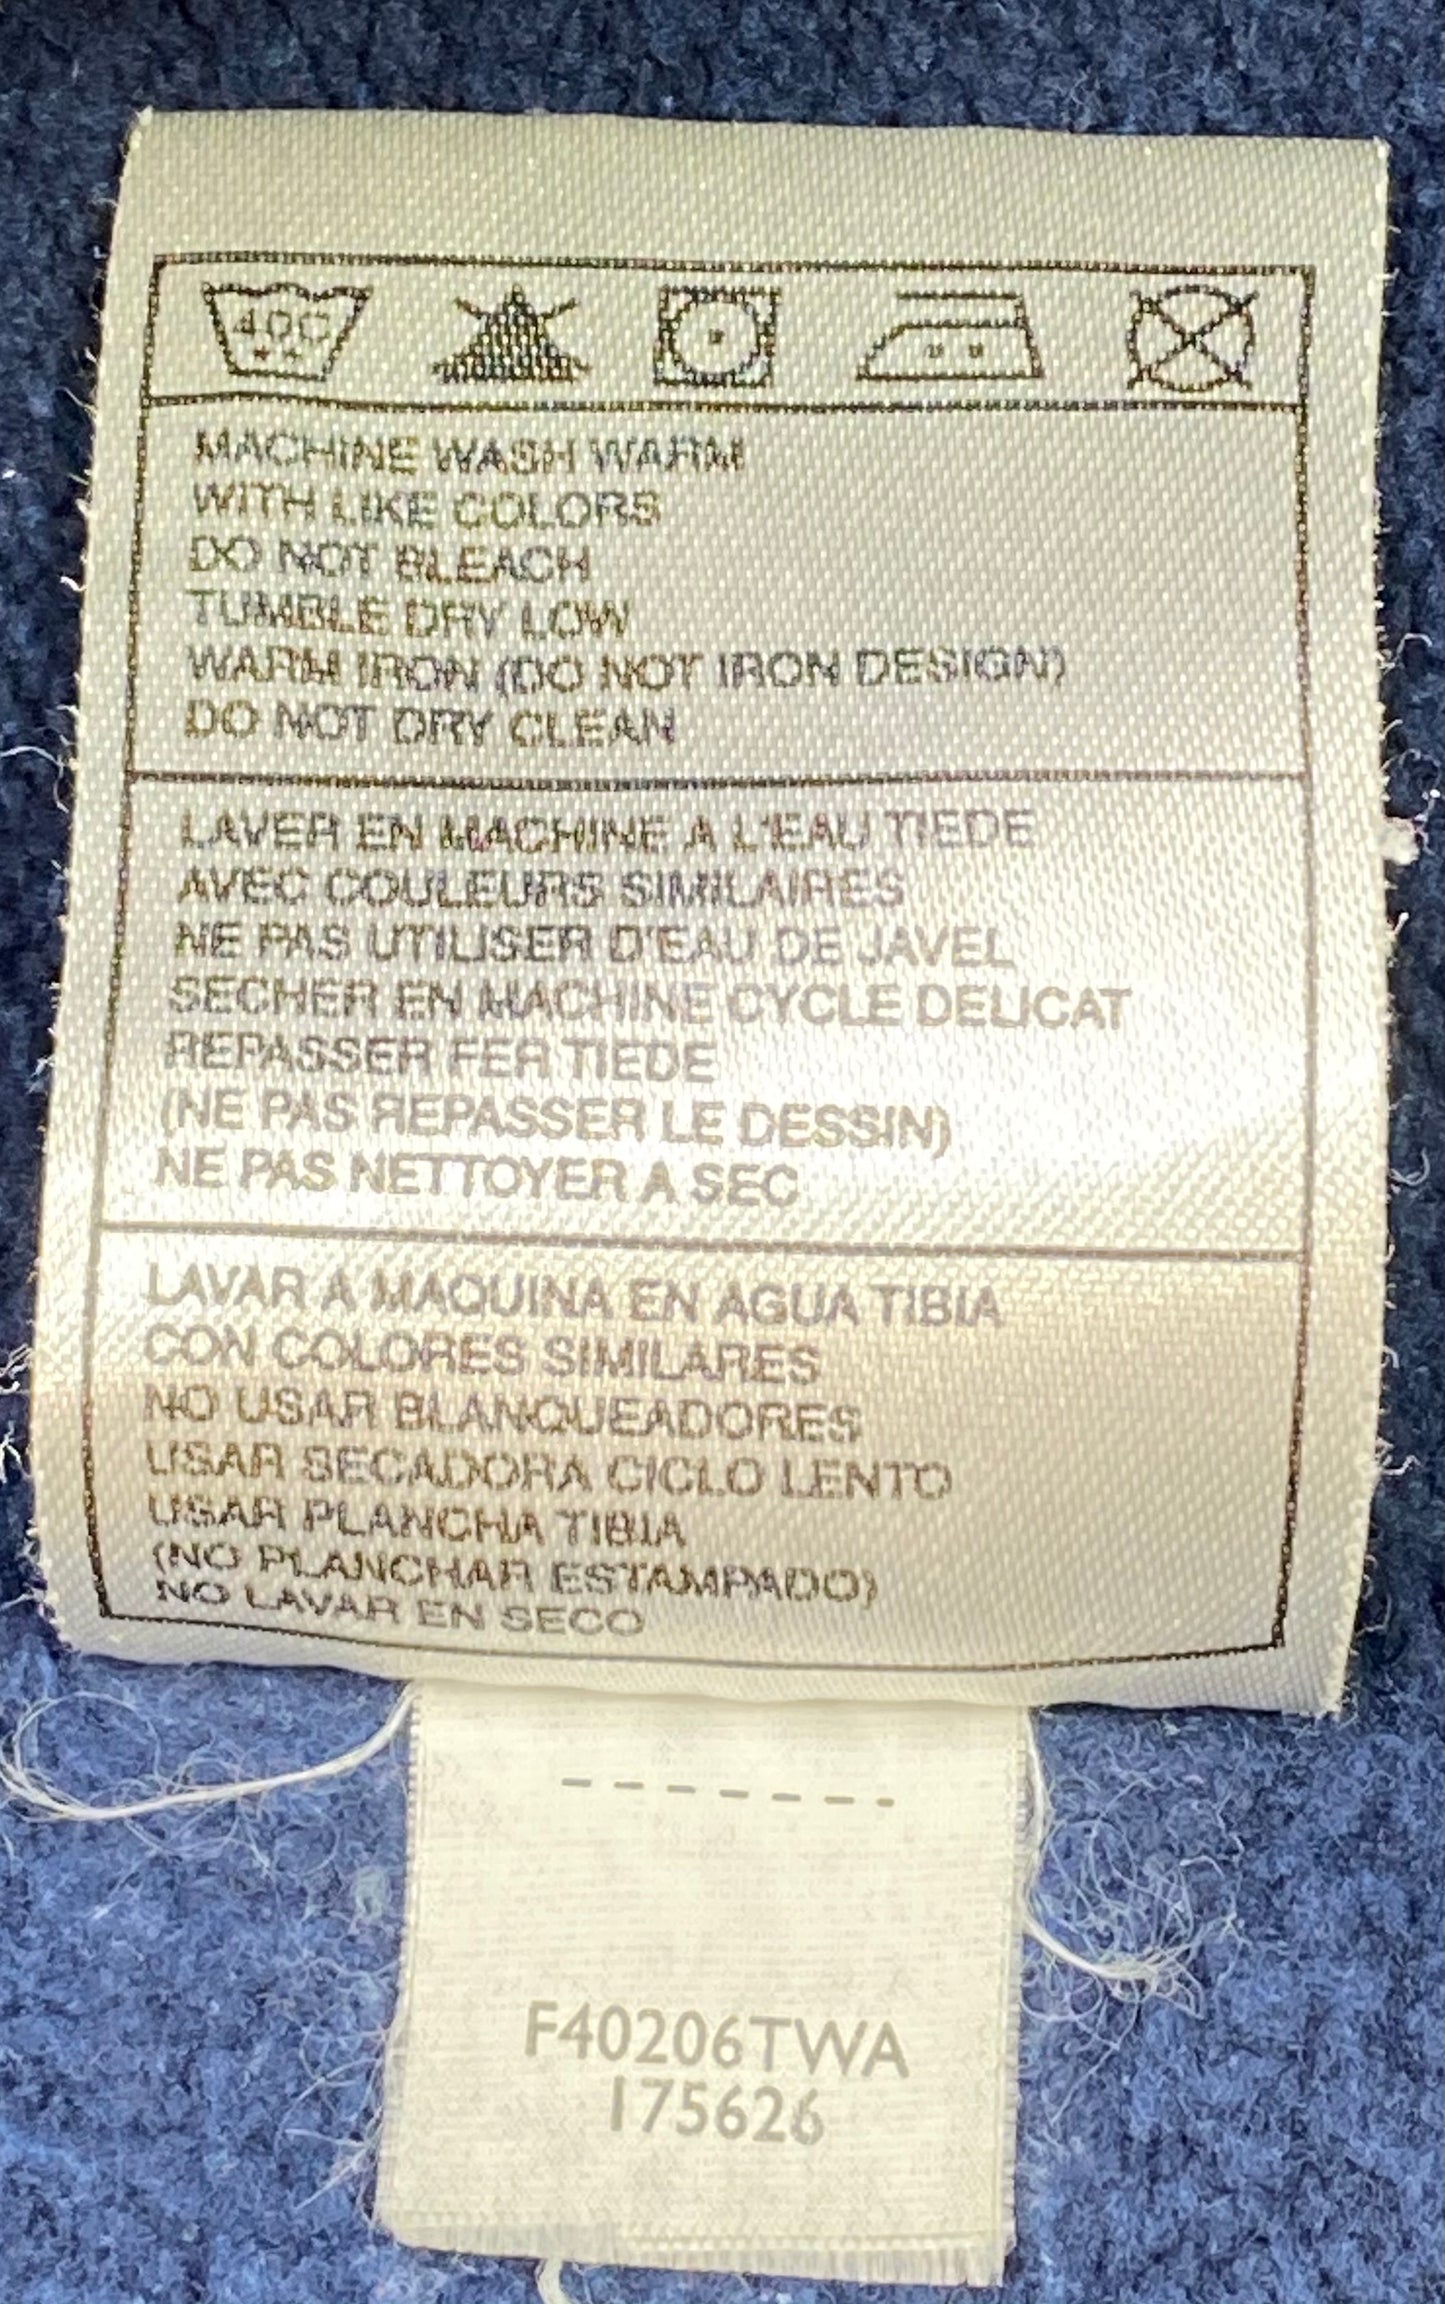 40C
MACHINE WASH WARM
WITH LIKE COLORS
DO NOT BLEACH
TUMBLE DRY LOW
WARM IRON (DO NOT IRON DESIGN)
DO NOT DRY CLEAN
LAVER EN MACHINE A L'EAU TIEDE
AVEC COULEURS SIMILAIRES
NE PAS UTILISER D'EAU DE JAVEL
SECHER EN MACHINE CYCLE DELICAT
REPASSER FER TIEDE
(NE PAS REPASSER LE DESSIN)
NE PAS NETTOYER A SEC
LAVAR A MAQUINA EN AGUA TIBIA
CON COLORES SIMILARES
NO USAR BLANQUEADORES
USAR SECADORA CICLO LENTO
USAR PLANCHA TIBIA
(NO PLANCHAR ESTAMPADO)
NO LAVAR EN SECO
F40206TWA
175626